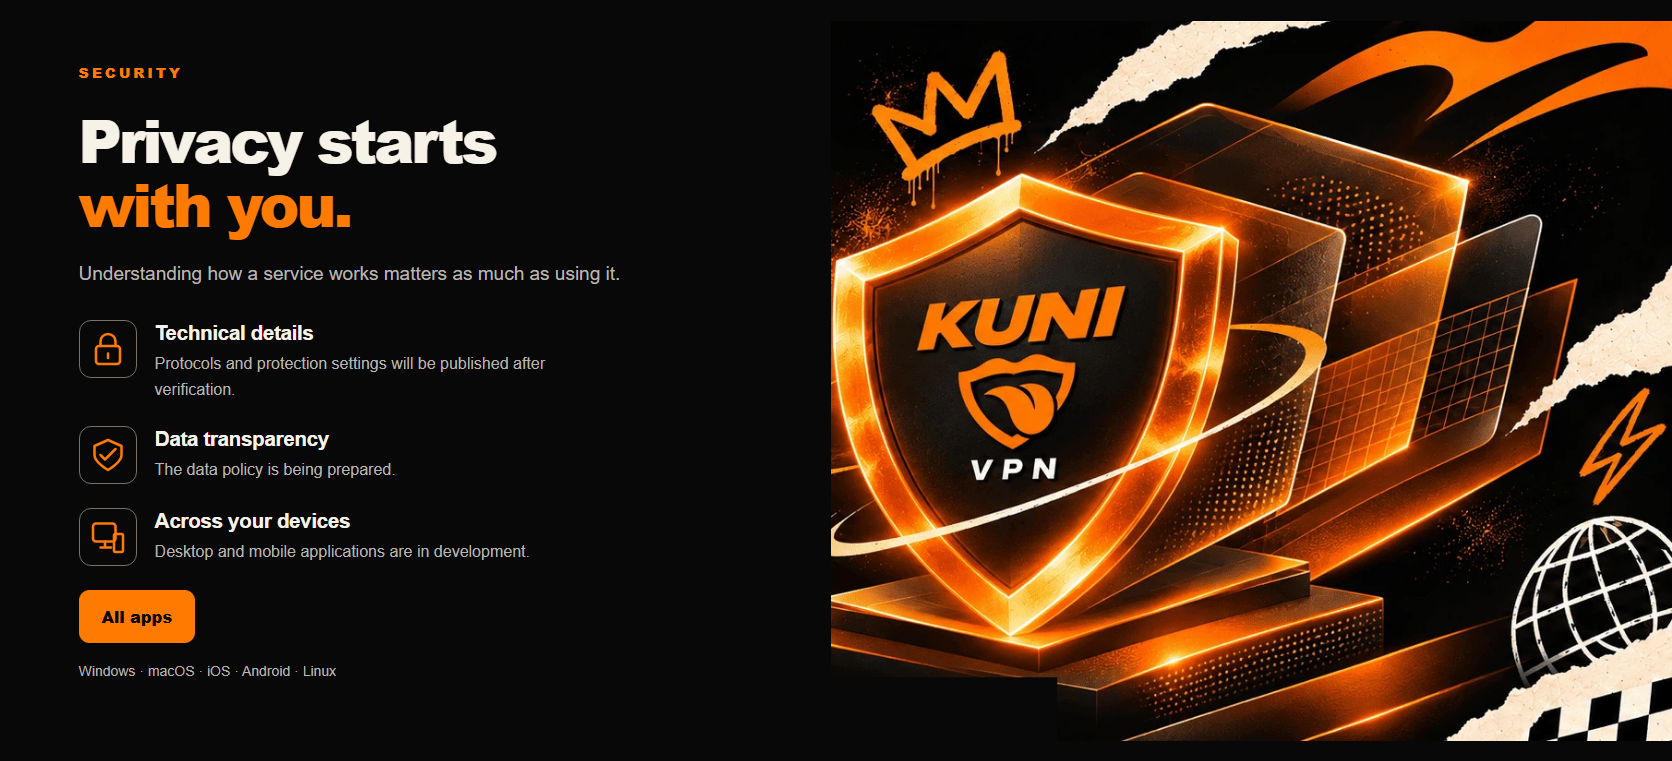 SECURITY
Privacy starts
with you.
Understanding how a service works matters as much as using it.
Technical details
Protocols and protection settings will be published after
verification.
Data transparency
The data policy is being prepared.
Across your devices
Desktop and mobile applications are in development.
All apps
Windows · macOS · iOS · Android · Linux
KUNI
VPN